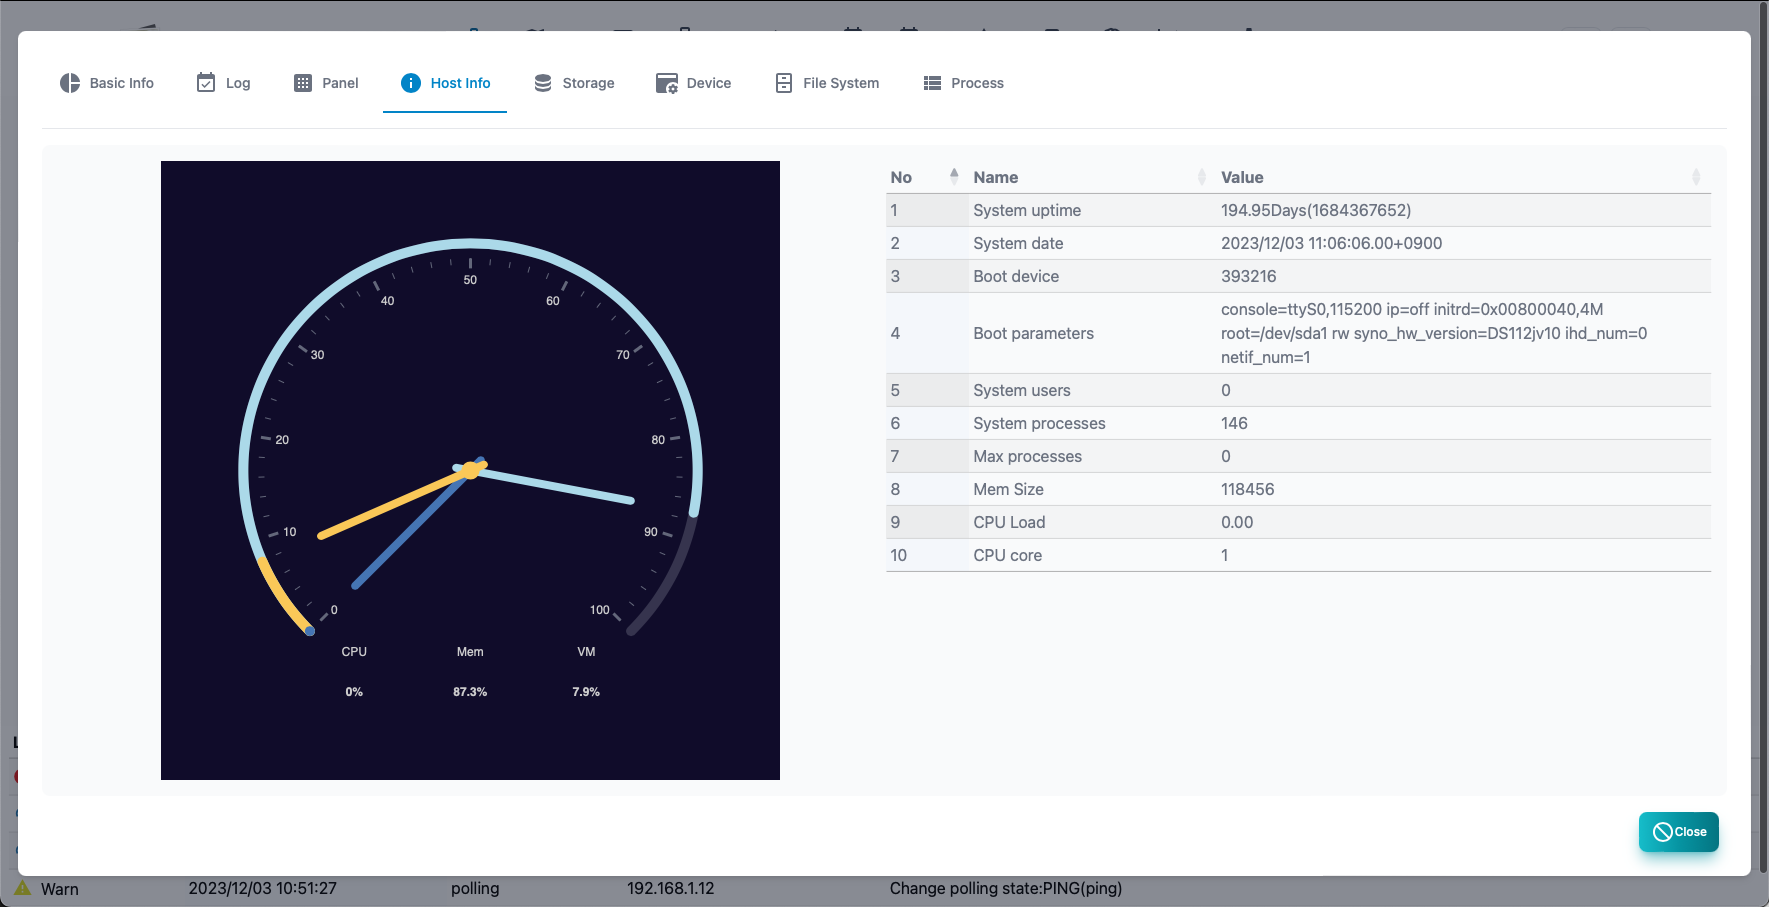 Basic Info Log Panel Host Info Storage Device File System Process
50
40 60
30 70
20 80
10 90
0 100
CPU Mem VM
0% 87.3% 7.9%
No Name Value
1 System uptime 194.95Days(1684367652)
2 System date 2023/12/03 11:06:06.00+0900
3 Boot device 393216
4 Boot parameters console=ttyS0,115200 ip=off initrd=0x00800040,4M
root=/dev/sda1 rw syno_hw_version=DS112jv10 ihd_num=0
netif_num=1
5 System users 0
6 System processes 146
7 Max processes 0
8 Mem Size 118456
9 CPU Load 0.00
10 CPU core 1
Close
Warn 2023/12/03 10:51:27 polling 192.168.1.12 Change polling state:PING(ping)